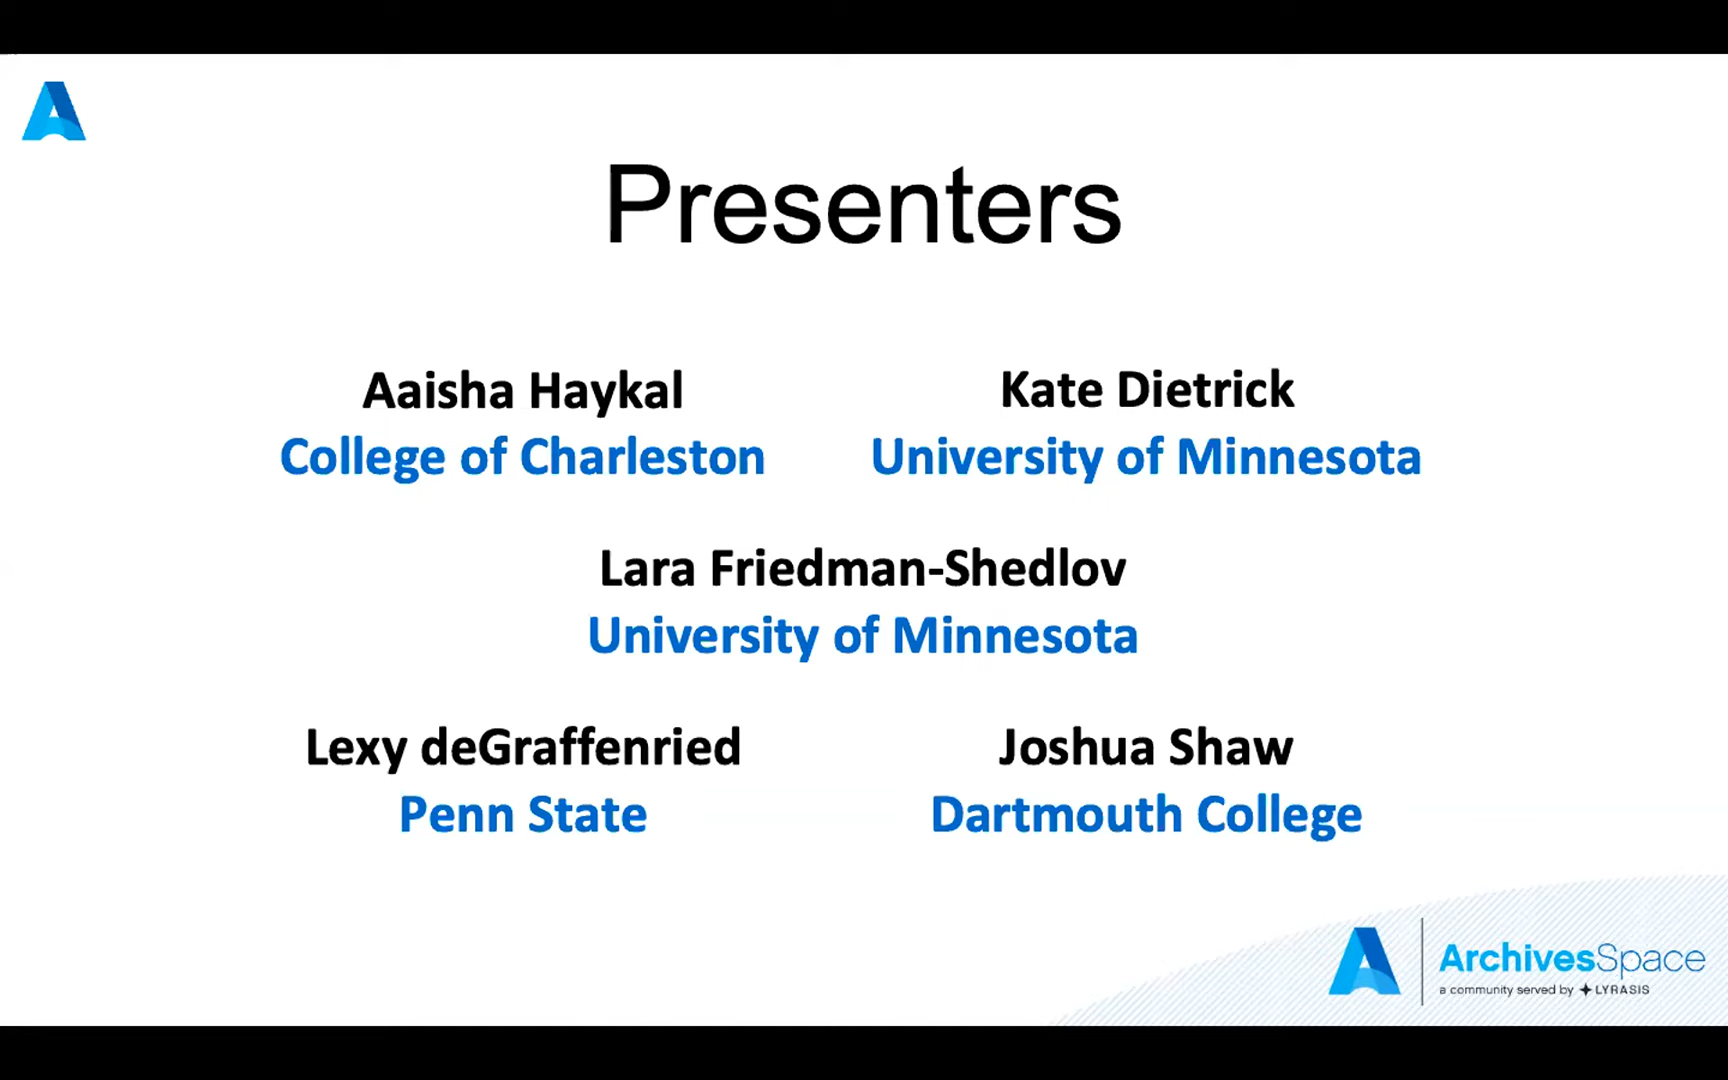 Presenters
Aaisha Haykal
College of Charleston
Kate Dietrick
University of Minnesota
Lara Friedman-Shedlov
University of Minnesota
Lexy deGraffenried
Penn State
Joshua Shaw
Dartmouth College
ArchivesSpace
a community served by LYRASIS